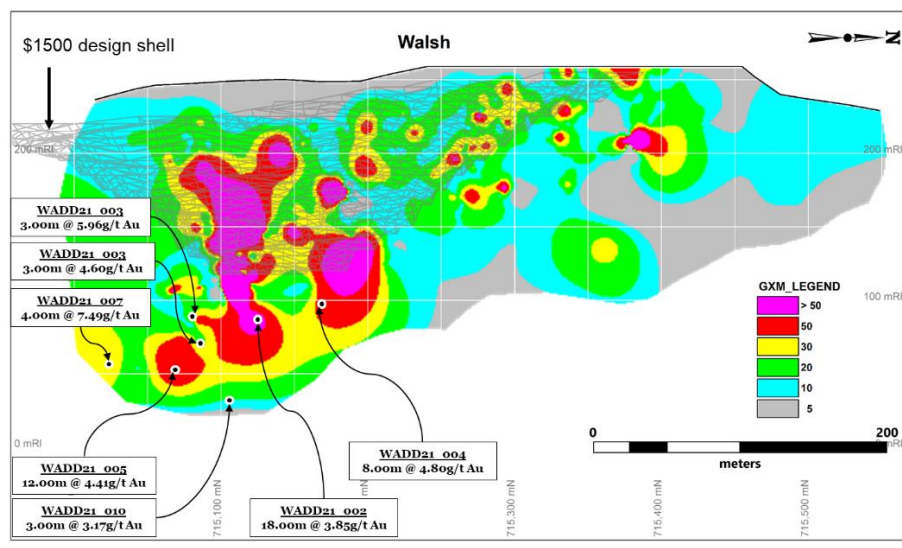 $1500 design shell
Walsh
N
200 mRl
200 mRl
WADD21_003
3.00m @ 5.96g/t Au
WADD21_003
3.00m @ 4.60g/t Au
WADD21_007
4.00m @ 7.49g/t Au
GXM_LEGEND
> 50
50
30
20
10
5
100 mRl
0 mRl
0 mRl
0
200
meters
WADD21_004
8.00m @ 4.80g/t Au
WADD21_005
12.00m @ 4.41g/t Au
WADD21_010
3.00m @ 3.17g/t Au
WADD21_002
18.00m @ 3.85g/t Au
715,100 mN
mN
715,300 mN
715,400 mN
715,500 mN